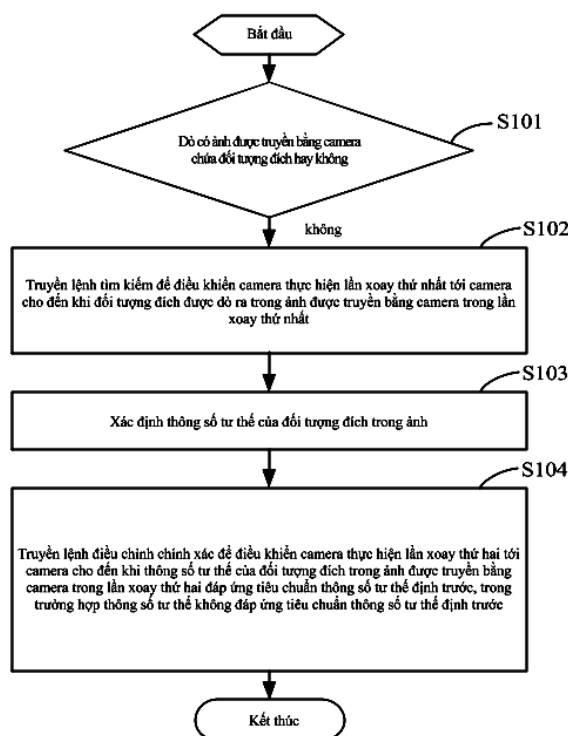 Bắt đầu
S101
Dò có ảnh được truyền bằng camera
chứa đối tượng đích hay không
không
S102
Truyền lệnh tìm kiếm để điều khiển camera thực hiện lần xoay thứ nhất tới camera
cho đến khi đối tượng đích được dò ra trong ảnh được truyền bằng camera trong lần
xoay thứ nhất
S103
Xác định thông số tư thế của đối tượng đích trong ảnh
S104
Truyền lệnh điều chỉnh chính xác để điều khiển camera thực hiện lần xoay thứ hai tới
camera cho đến khi thông số tư thế của đối tượng đích trong ảnh được truyền bằng
camera trong lần xoay thứ hai đáp ứng tiêu chuẩn thông số tư thế định trước, trong
trường hợp thông số tư thế không đáp ứng tiêu chuẩn thông số tư thế định trước
Kết thúc